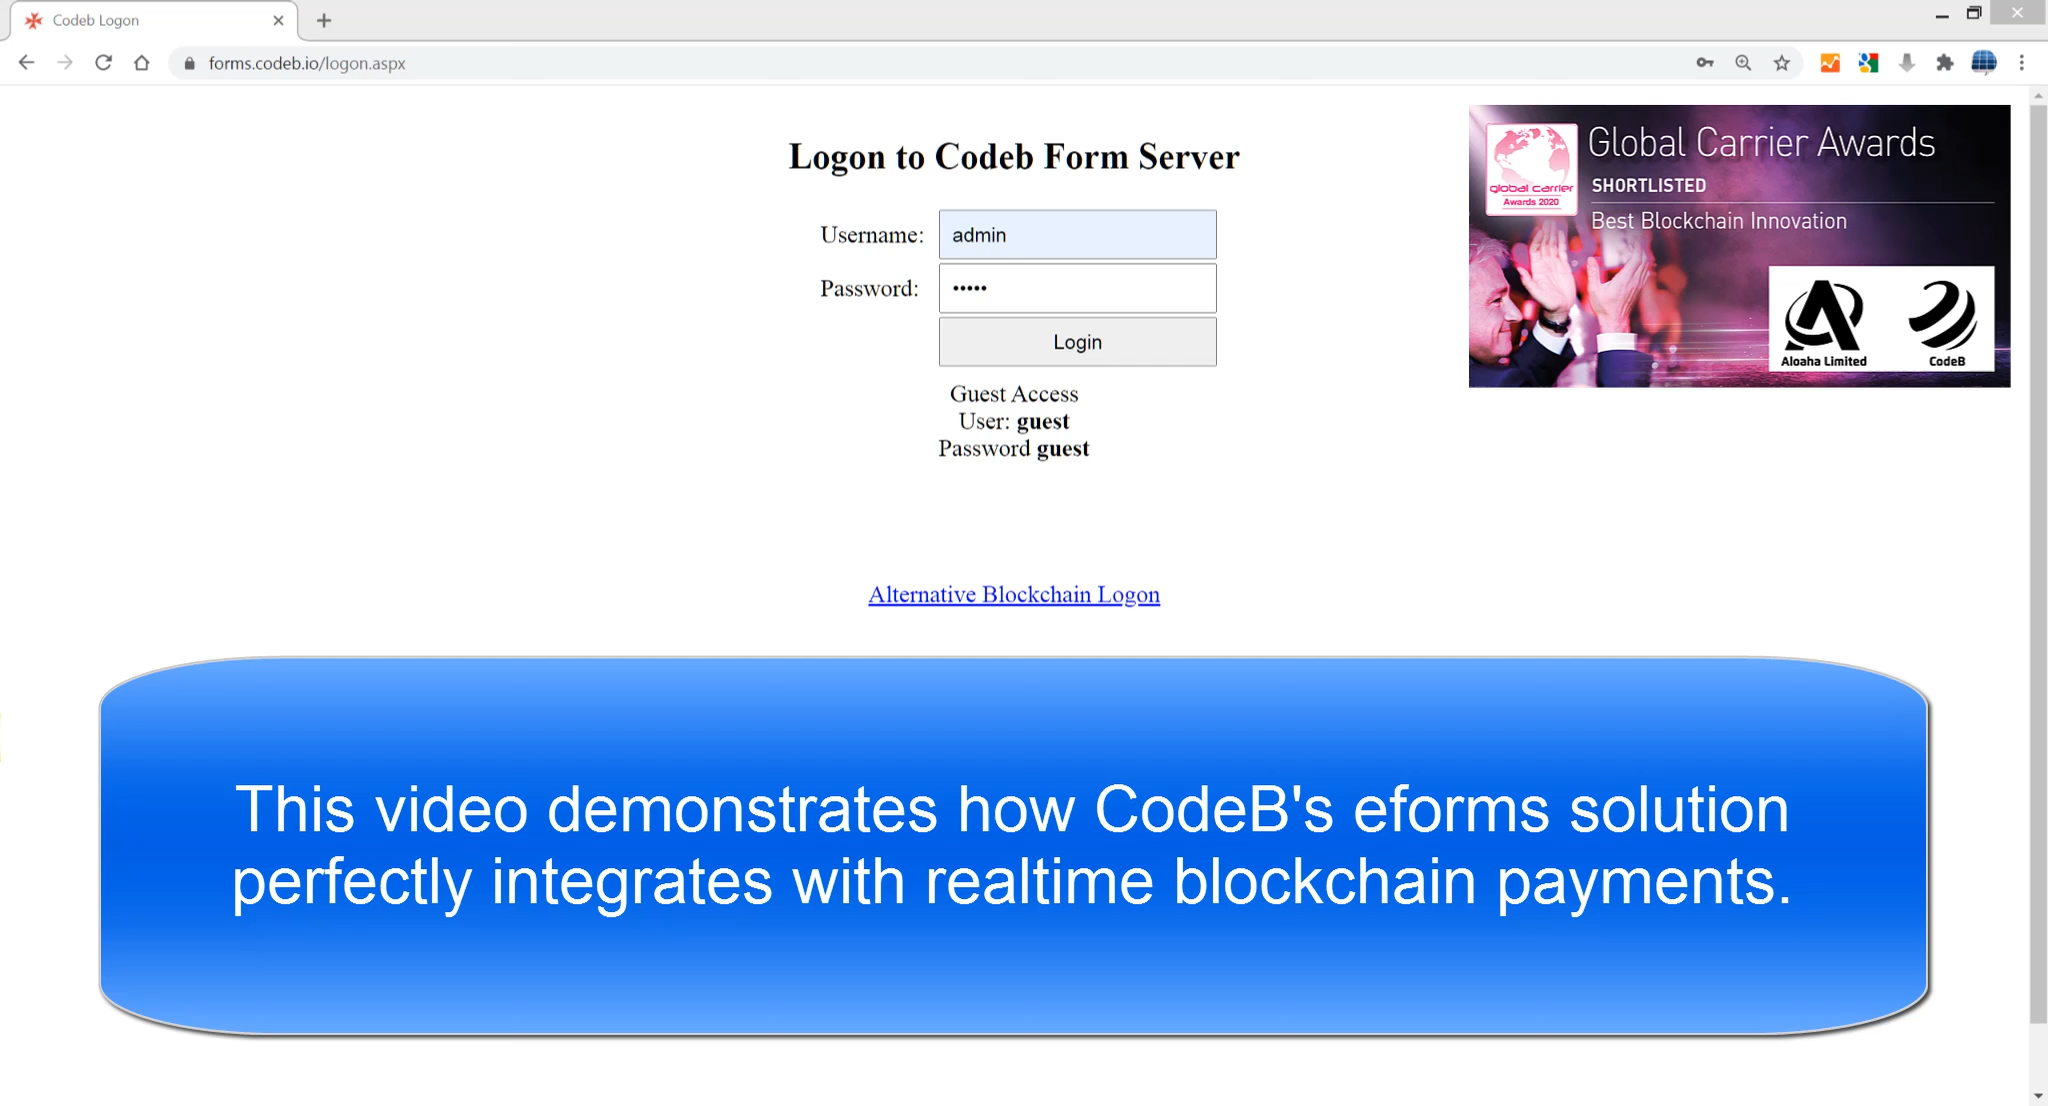 Codeb Logon
forms.codeb.io/logon.aspx
Logon to Codeb Form Server
Username: admin
Password: •••••
Login
Guest Access
User: guest
Password guest
Alternative Blockchain Logon
Global Carrier Awards
SHORTLISTED
Best Blockchain Innovation
global carrier
Awards 2020
Aloaha Limited
CodeB
This video demonstrates how CodeB's eforms solution
perfectly integrates with realtime blockchain payments.